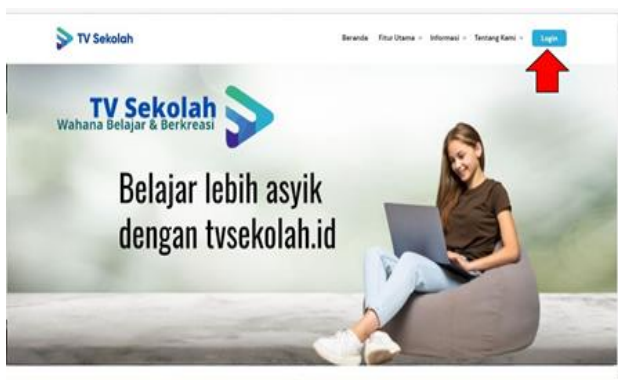 TV Sekolah
Beranda Fitur Utama Informasi Tentang Kami Login
TV Sekolah
Wahana Belajar & Berkreasi
Belajar lebih asyik
dengan tvsekolah.id